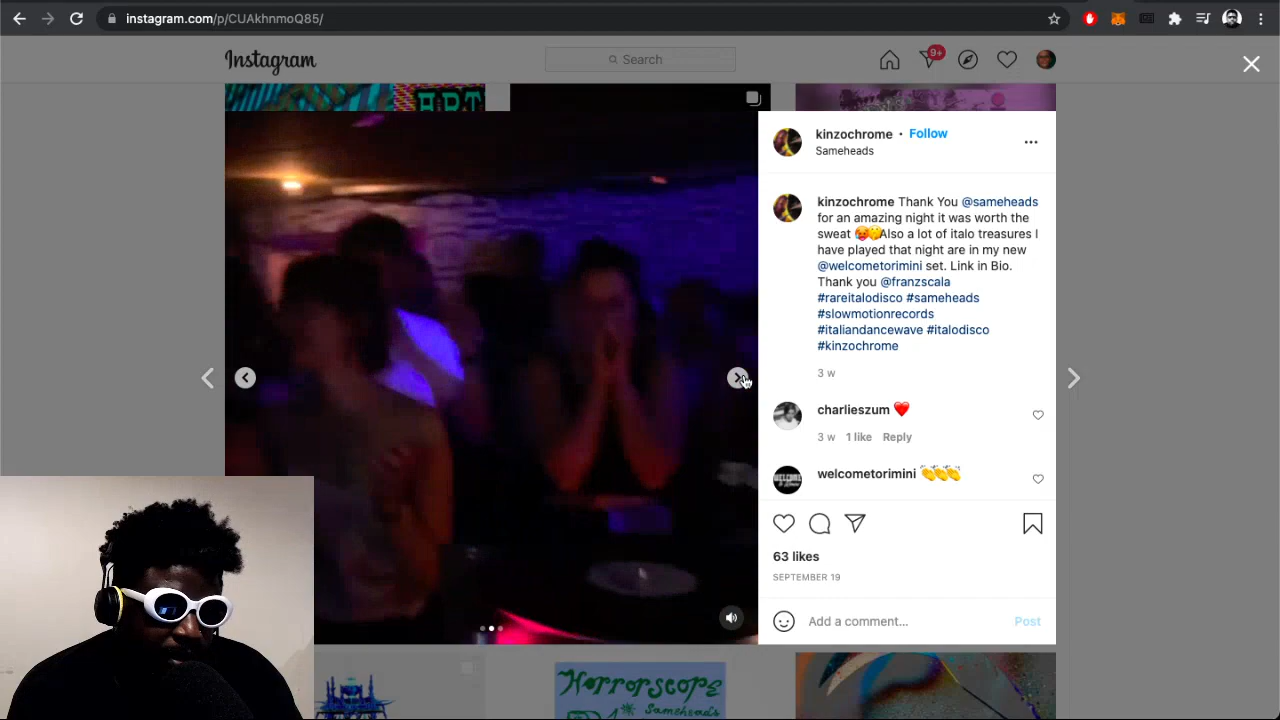 instagram.com/p/CUAkhnmoQ85/
Instagram
Search
9+
ART
kinzochrome • Follow
Sameheads
kinzochrome Thank You @sameheads
for an amazing night it was worth the
sweat 🥵🤫Also a lot of italo treasures I
have played that night are in my new
@welcometorimini set. Link in Bio.
Thank you @franzscala
#rareitalodisco #sameheads
#slowmotionrecords
#italiandancewave #italodisco
#kinzochrome
3 w
charlieszum ❤️
3 w 1 like Reply
welcometorimini 👏👏👏
63 likes
SEPTEMBER 19
Add a comment... Post
Horrorscope
Sameheads